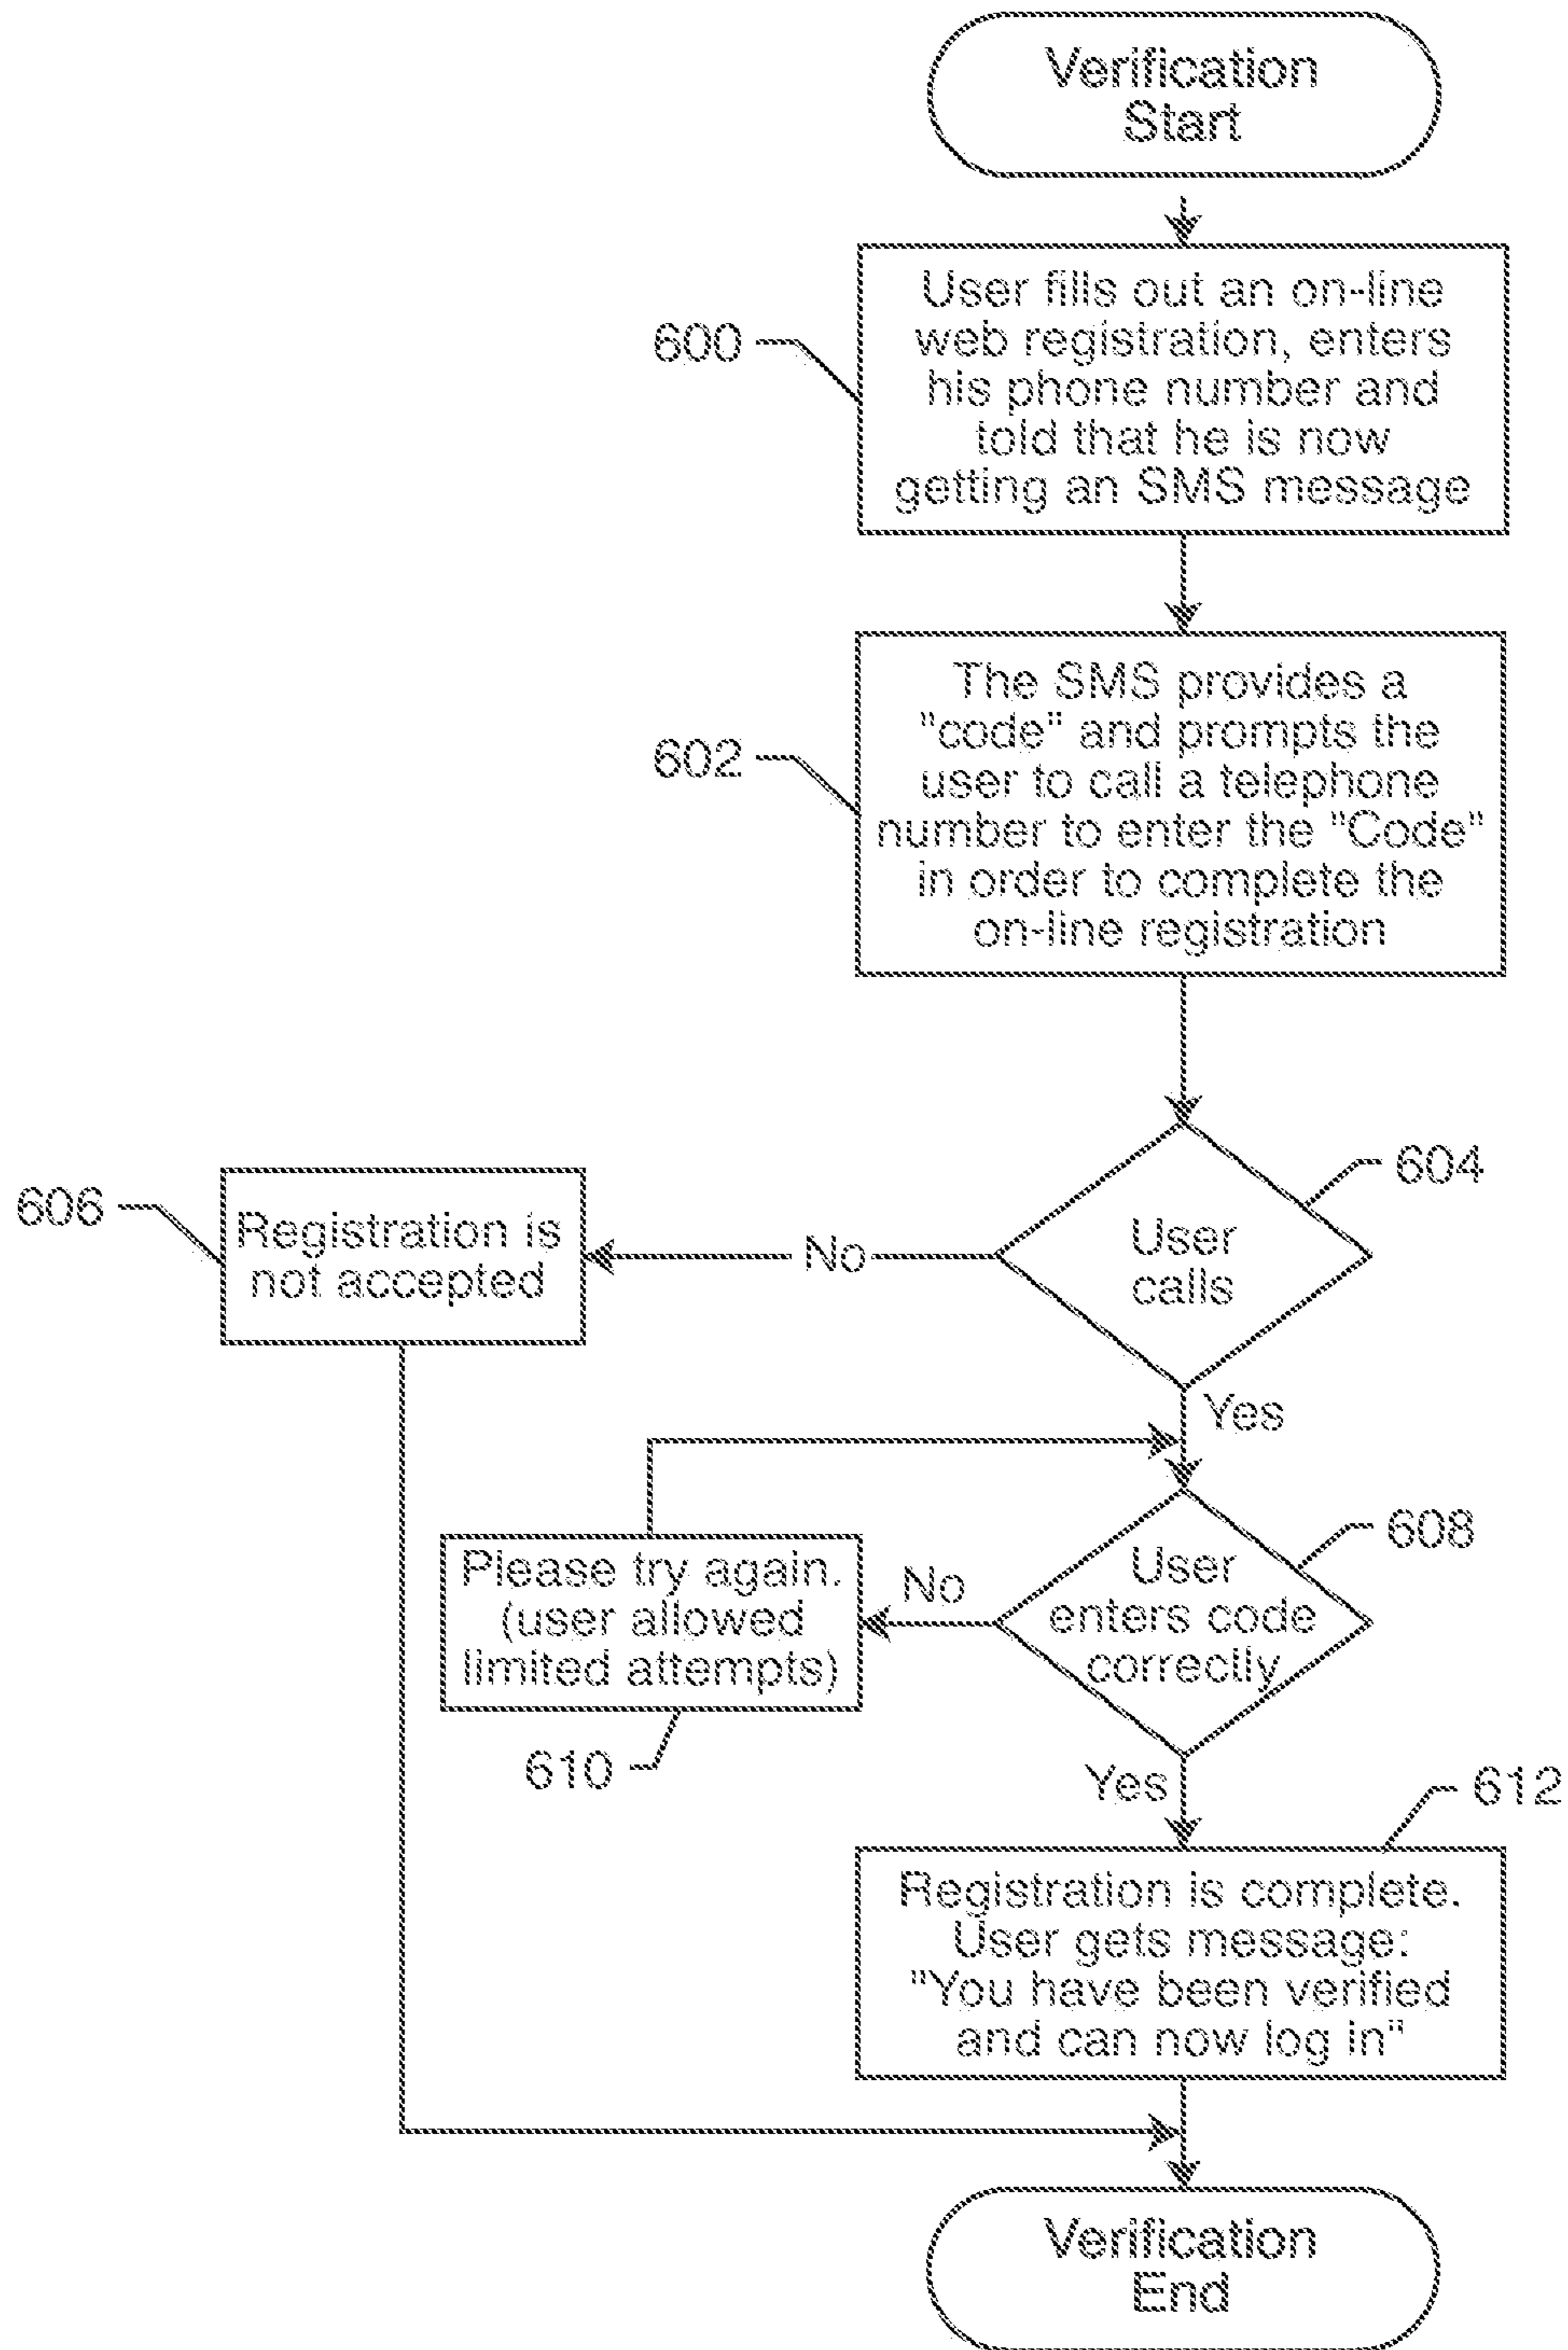 Verification
Start
600
User fills out an on-line
web registration, enters
his phone number and
told that he is now
getting an SMS message
602
The SMS provides a
"code" and prompts the
user to call a telephone
number to enter the "Code"
in order to complete the
on-line registration
604
User
calls
No
606
Registration is
not accepted
Yes
608
User
enters code
correctly
No
Please try again.
(user allowed
limited attempts)
610
Yes
612
Registration is complete.
User gets message:
"You have been verified
and can now log in"
Verification
End